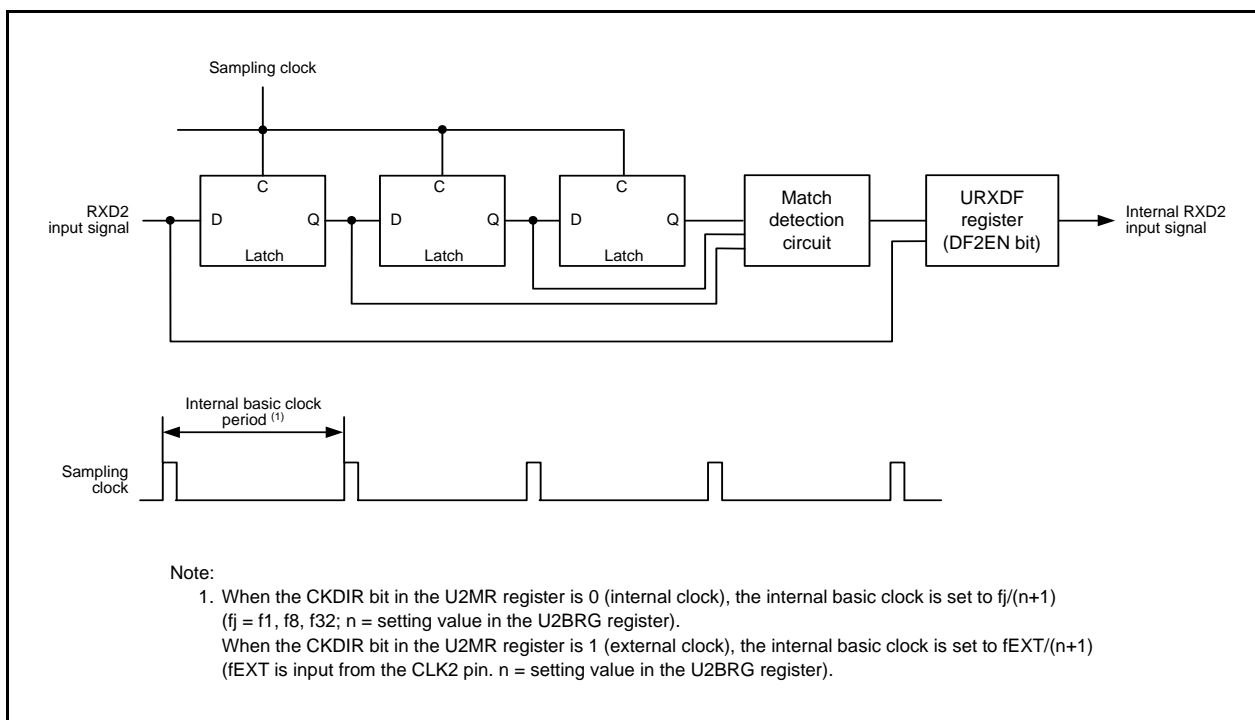 Sampling clock
C
C
C
RXD2
input signal
D
Q
D
Q
D
Q
Latch
Latch
Latch
Match
detection
circuit
URXDF
register
(DF2EN bit)
Internal RXD2
input signal
Internal basic clock
period (1)
Sampling
clock
Note:
1. When the CKDIR bit in the U2MR register is 0 (internal clock), the internal basic clock is set to fj/(n+1)
(fj = f1, f8, f32; n = setting value in the U2BRG register).
When the CKDIR bit in the U2MR register is 1 (external clock), the internal basic clock is set to fEXT/(n+1)
(fEXT is input from the CLK2 pin. n = setting value in the U2BRG register).